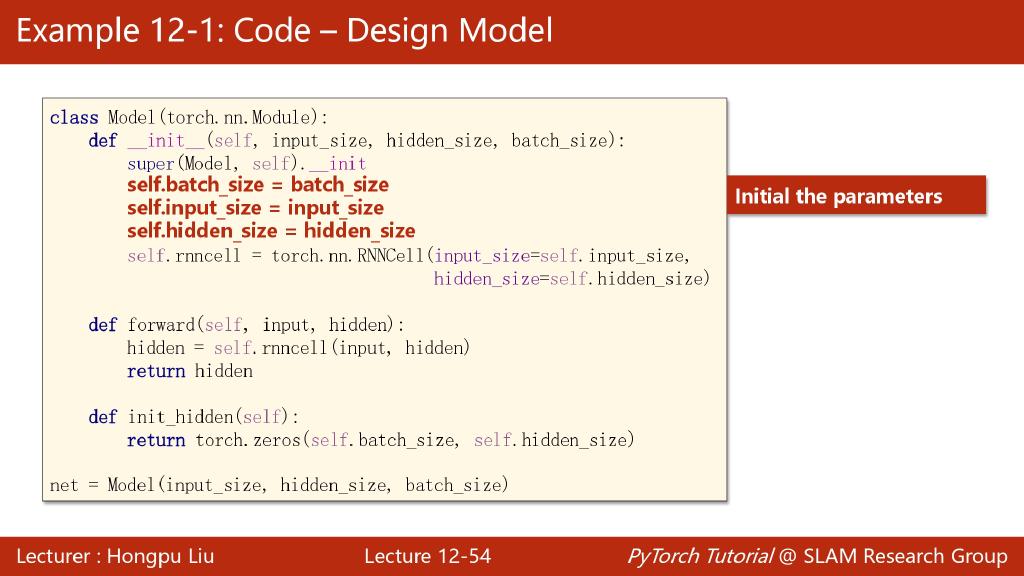 Example 12-1: Code – Design Model
class Model(torch.nn.Module):
    def __init__(self, input_size, hidden_size, batch_size):
        super(Model, self).__init
        self.batch_size = batch_size
        self.input_size = input_size
        self.hidden_size = hidden_size
        self.rnncell = torch.nn.RNNCell(input_size=self.input_size,
                                        hidden_size=self.hidden_size)
    def forward(self, input, hidden):
        hidden = self.rnncell(input, hidden)
        return hidden
    def init_hidden(self):
        return torch.zeros(self.batch_size, self.hidden_size)
net = Model(input_size, hidden_size, batch_size)
Initial the parameters
Lecturer : Hongpu Liu
Lecture 12-54
PyTorch Tutorial @ SLAM Research Group